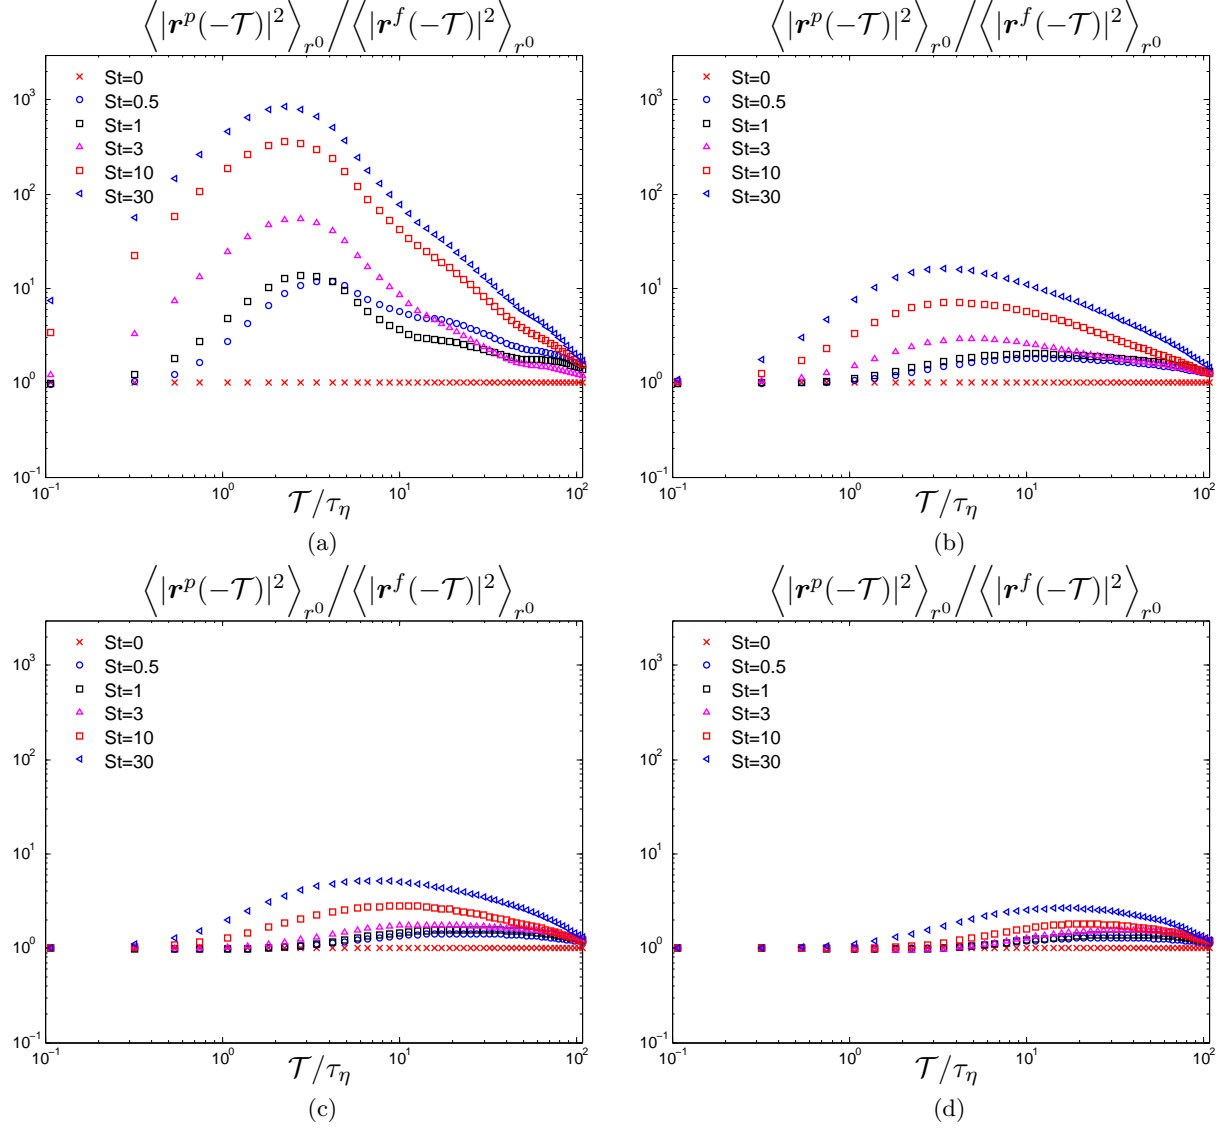 ⟨|r^p(−𝒯)|^2⟩_{r^0} / ⟨|r^f(−𝒯)|^2⟩_{r^0}
⟨|r^p(−𝒯)|^2⟩_{r^0} / ⟨|r^f(−𝒯)|^2⟩_{r^0}
10^3
10^2
10^1
10^0
10^−1
St=0
St=0.5
St=1
St=3
St=10
St=30
10^−1 10^0 10^1 10^2
𝒯/τ_η
(a)
10^3
10^2
10^1
10^0
10^−1
St=0
St=0.5
St=1
St=3
St=10
St=30
10^−1 10^0 10^1 10^2
𝒯/τ_η
(b)
⟨|r^p(−𝒯)|^2⟩_{r^0} / ⟨|r^f(−𝒯)|^2⟩_{r^0}
⟨|r^p(−𝒯)|^2⟩_{r^0} / ⟨|r^f(−𝒯)|^2⟩_{r^0}
10^3
10^2
10^1
10^0
10^−1
St=0
St=0.5
St=1
St=3
St=10
St=30
10^−1 10^0 10^1 10^2
𝒯/τ_η
(c)
10^3
10^2
10^1
10^0
10^−1
St=0
St=0.5
St=1
St=3
St=10
St=30
10^−1 10^0 10^1 10^2
𝒯/τ_η
(d)